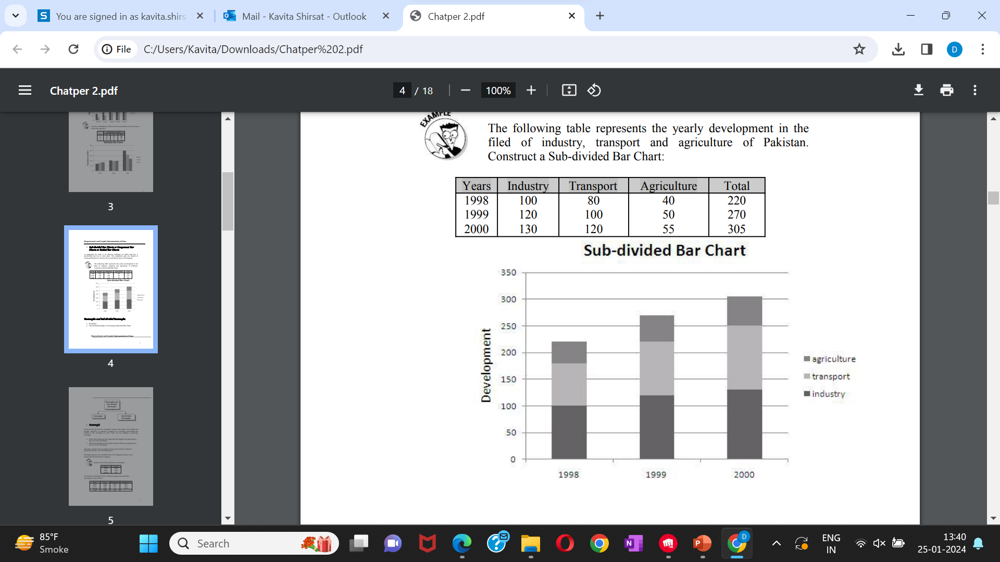 You are signed in as kavita.shirs
Mail - Kavita Shirsat - Outlook
Chatper 2.pdf
File
C:/Users/Kavita/Downloads/Chatper%202.pdf
D
Chatper 2.pdf
4 / 18
100%
3
4
5
EXAMPLE
The following table represents the yearly development in the
filed of industry, transport and agriculture of Pakistan.
Construct a Sub-divided Bar Chart:
Years Industry Transport Agriculture Total
1998 100 80 40 220
1999 120 100 50 270
2000 130 120 55 305
Sub-divided Bar Chart
350
300
250
200
150
100
50
0
Development
1998 1999 2000
agriculture
transport
industry
85°F
Smoke
Search
ENG
IN
13:40
25-01-2024